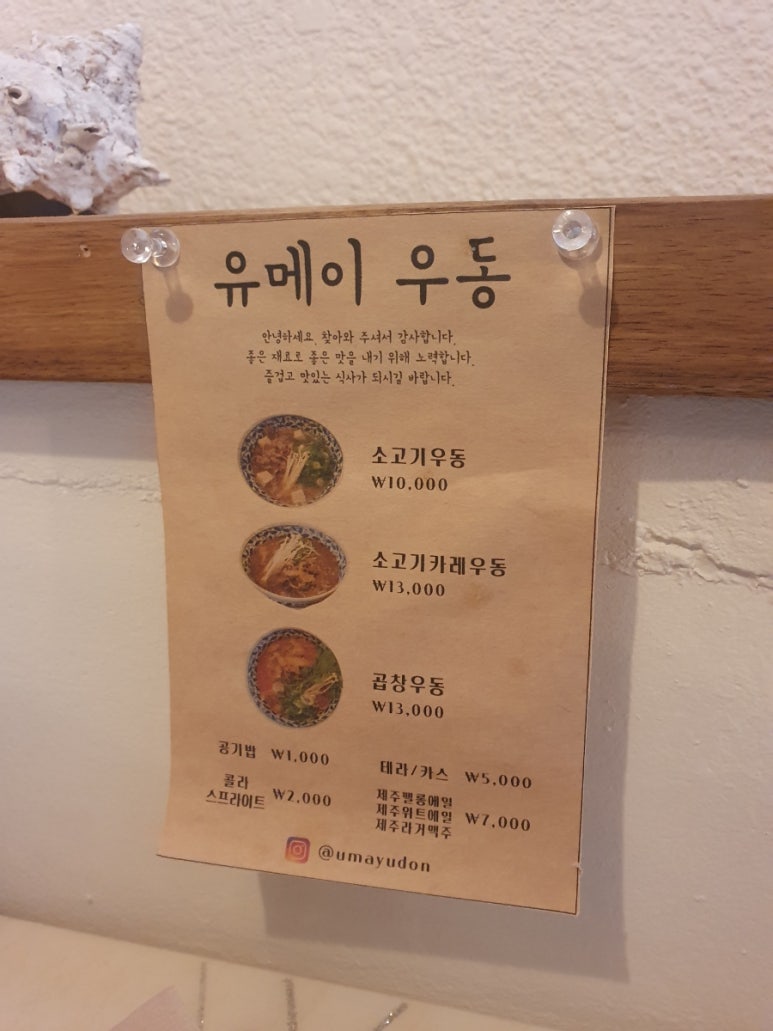 유메이 우동
안녕하세요. 찾아와 주셔서 감사합니다.
좋은 재료로 좋은 맛을 내기 위해 노력합니다.
즐겁고 맛있는 식사가 되시길 바랍니다.
소고기우동
₩10,000
소고기카레우동
₩13,000
곱창우동
₩13,000
공기밥 ₩1,000
콜라
스프라이트 ₩2,000
테라/카스 ₩5,000
제주펠롱에일
제주위트에일 ₩7,000
제주라거맥주
@umayudon